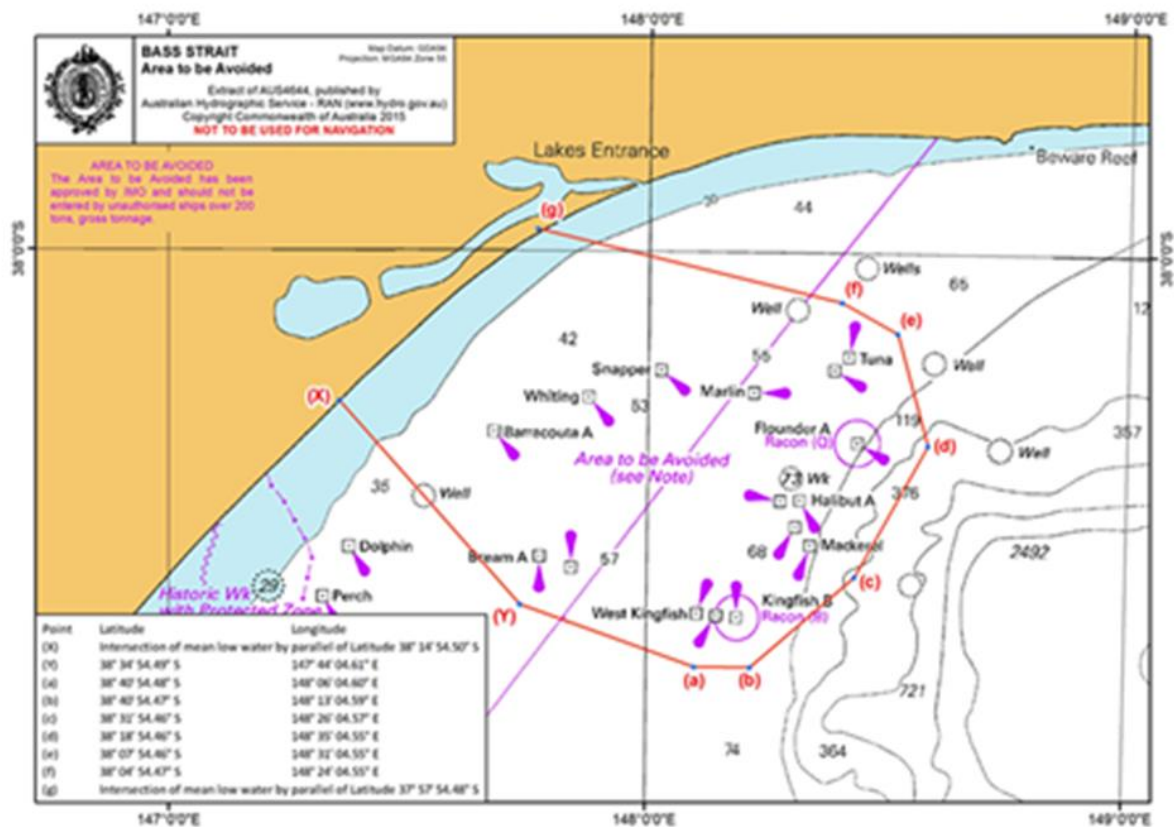 147°0'0"E
148°0'0"E
149°0'0"E
BASS STRAIT
Area to be Avoided
Map Datum: GDA94
Projection: MGA94 Zone 55
Extract of AUS4644, published by
Australian Hydrographic Service - RAN (www.hydro.gov.au)
Copyright Commonwealth of Australia 2015
NOT TO BE USED FOR NAVIGATION
AREA TO BE AVOIDED
The Area to be Avoided has been
approved by IMO and should not be
entered by unauthorised ships over 200
tons, gross tonnage.
Lakes Entrance
Beware Reef
38°0'0"S
38°0'0"S
(g)
44
Wells
65
12
(f)
Well
(e)
42
55
Tuna
Snapper
Well
Marlin
Whiting
53
(X)
119
Flounder A
Racon (Q)
357
Barracouta A
(d)
Well
Area to be Avoided
(see Note)
Wk
35
Well
376
Halibut A
Dolphin
Mackerel
68
2492
Bream A
57
(c)
29
Historic Wk
with Protected Zone
Perch
Kingfish B
West Kingfish
(Y)
(a)
(b)
721
74
364
Point Latitude Longitude
(X) Intersection of mean low water by parallel of Latitude 38° 14' 54.50" S
(Y) 38° 34' 54.49" S 147° 44' 04.61" E
(a) 38° 40' 54.48" S 148° 06' 04.60" E
(b) 38° 40' 54.47" S 148° 13' 04.59" E
(c) 38° 31' 54.46" S 148° 26' 04.57" E
(d) 38° 18' 54.46" S 148° 35' 04.55" E
(e) 38° 07' 54.46" S 148° 31' 04.55" E
(f) 38° 04' 54.47" S 148° 24' 04.55" E
(g) Intersection of mean low water by parallel of Latitude 37° 57' 54.48" S
147°0'0"E
148°0'0"E
149°0'0"E